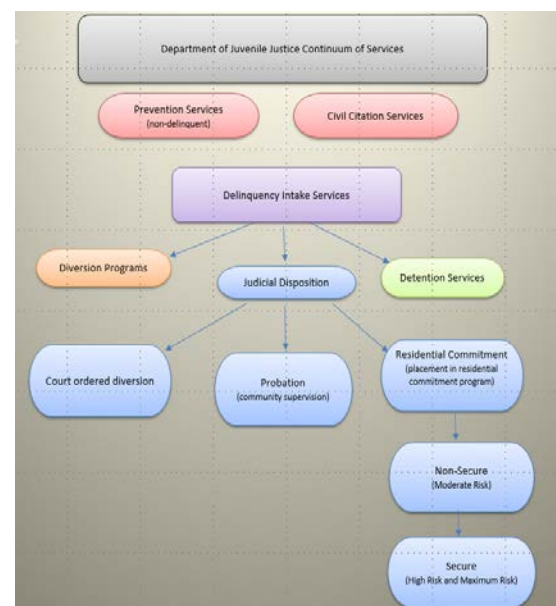 Department of Juvenile Justice Continuum of Services
Prevention Services
(non-delinquent)
Civil Citation Services
Delinquency Intake Services
Diversion Programs
Judicial Disposition
Detention Services
Court ordered diversion
Probation
(community supervision)
Residential Commitment
(placement in residential
commitment program)
Non-Secure
(Moderate Risk)
Secure
(High Risk and Maximum Risk)